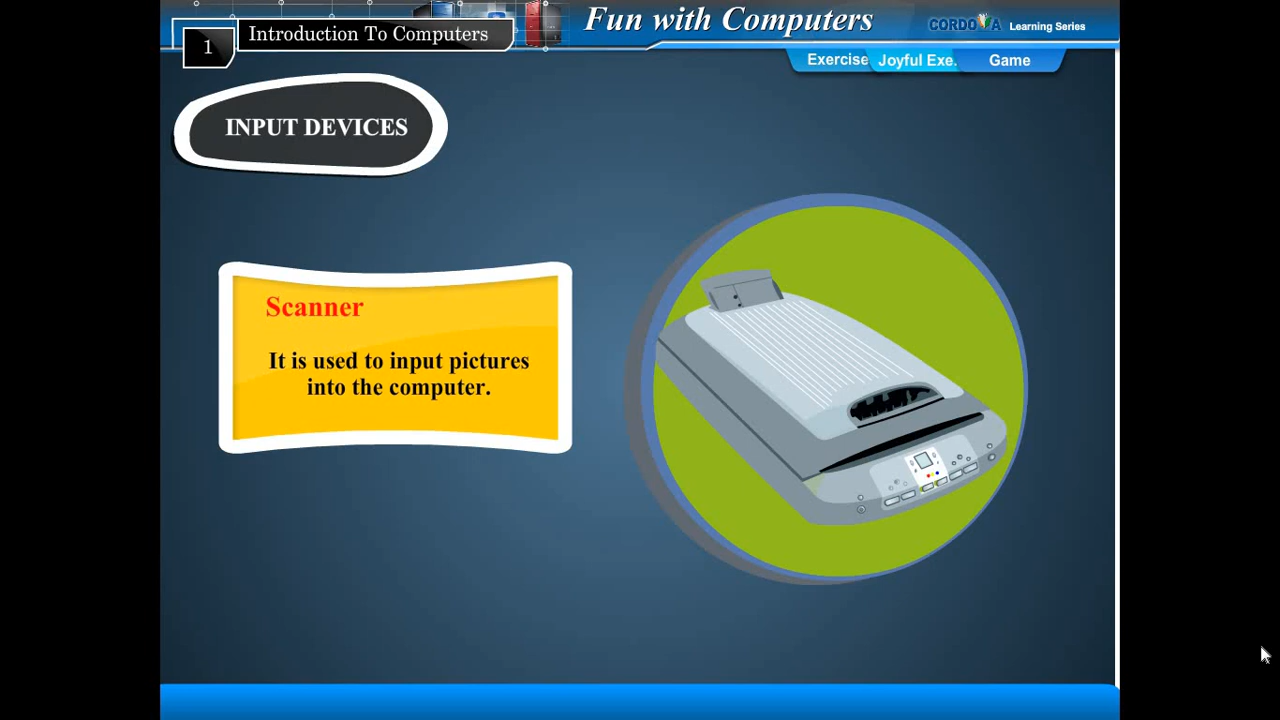 Fun with Computers
CORDOVA Learning Series
1
Introduction To Computers
Exercise
Joyful Exe.
Game
INPUT DEVICES
Scanner
It is used to input pictures
into the computer.